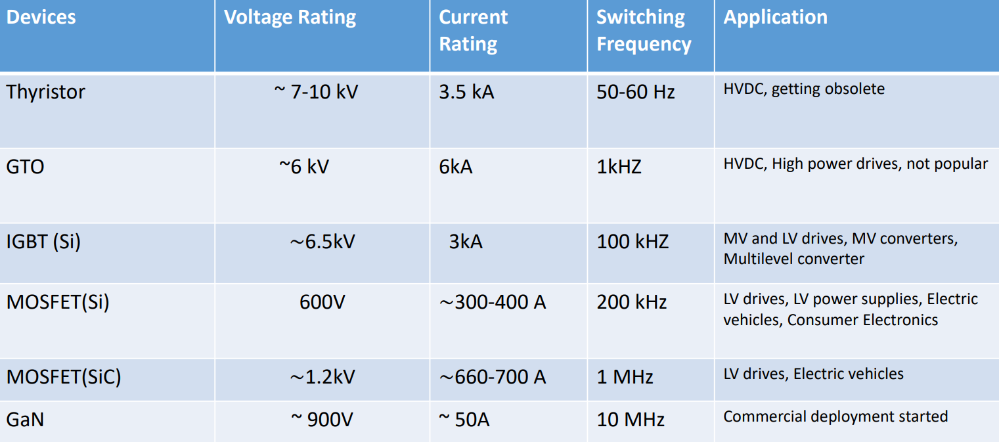 Devices
Voltage Rating
Current
Rating
Switching
Frequency
Application
Thyristor
~ 7-10 kV
3.5 kA
50-60 Hz
HVDC, getting obsolete
GTO
~6 kV
6kA
1kHZ
HVDC, High power drives, not popular
IGBT (Si)
~6.5kV
3kA
100 kHZ
MV and LV drives, MV converters,
Multilevel converter
MOSFET(Si)
600V
~300-400 A
200 kHz
LV drives, LV power supplies, Electric
vehicles, Consumer Electronics
MOSFET(SiC)
~1.2kV
~660-700 A
1 MHz
LV drives, Electric vehicles
GaN
~ 900V
~ 50A
10 MHz
Commercial deployment started